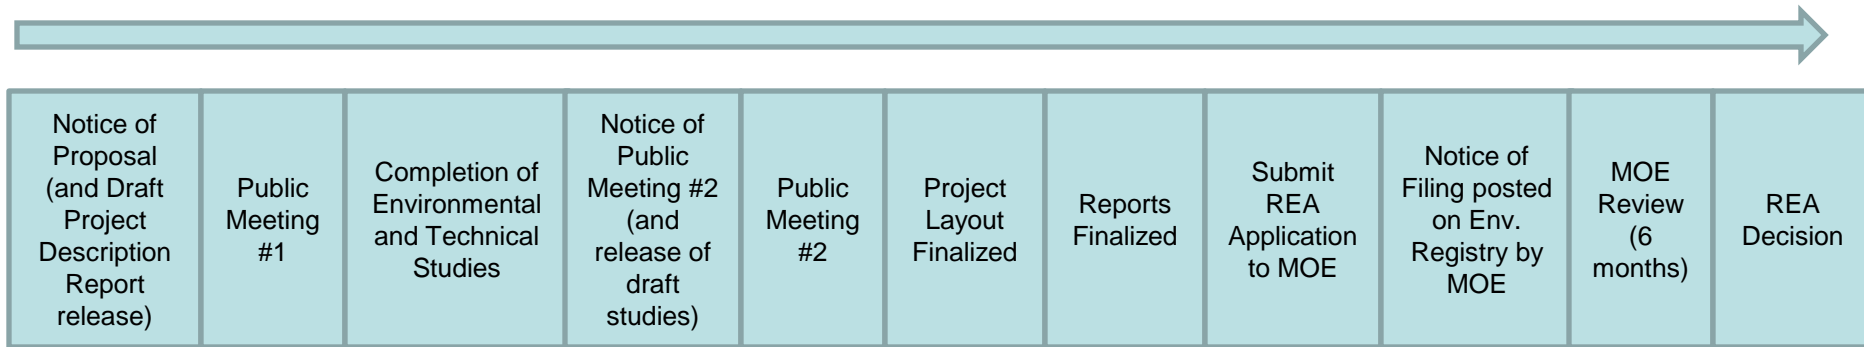 Notice of
Proposal
(and Draft
Project
Description
Report
release)
Public
Meeting
#1
Completion of
Environmental
and Technical
Studies
Notice of
Public
Meeting #2
(and
release of
draft
studies)
Public
Meeting
#2
Project
Layout
Finalized
Reports
Finalized
Submit
REA
Application
to MOE
Notice of
Filing posted
on Env.
Registry by
MOE
MOE
Review
(6
months)
REA
Decision